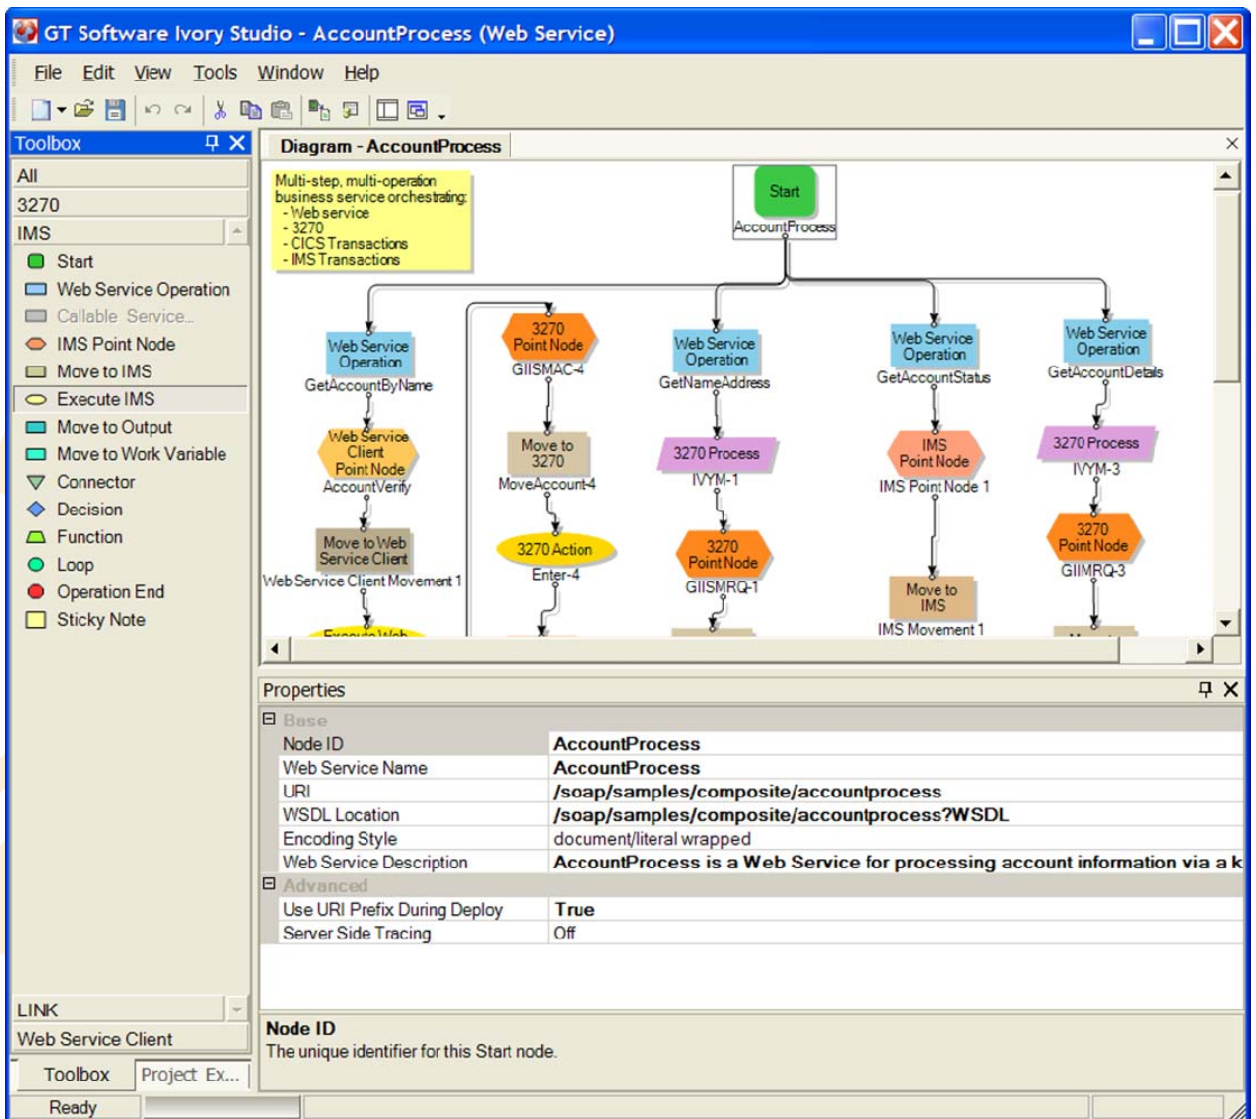 GT Software Ivory Studio - AccountProcess (Web Service)
File Edit View Tools Window Help
Toolbox
All
3270
IMS
Start
Web Service Operation
Callable Service...
IMS Point Node
Move to IMS
Execute IMS
Move to Output
Move to Work Variable
Connector
Decision
Function
Loop
Operation End
Sticky Note
LINK
Web Service Client
Toolbox
Project Ex...
Ready
Diagram - AccountProcess
Multi-step, multi-operation
business service orchestrating:
- Web service
- 3270
- CICS Transactions
- IMS Transactions
Start
AccountProcess
Web Service
Operation
GetAccountByName
Web Service
Client
Point Node
AccountVerify
Move to Web
Service Client
Web Service Client Movement 1
Execute Web
3270
Point Node
GIISMAC-4
Move to
3270
MoveAccount-4
3270 Action
Enter-4
Web Service
Operation
GetNameAddress
3270 Process
IVYM-1
3270
Point Node
GIISMRQ-1
Web Service
Operation
GetAccountStatus
IMS
Point Node
IMS Point Node 1
Move to
IMS
IMS Movement 1
Web Service
Operation
GetAccountDetails
3270 Process
IVYM-3
3270
Point Node
GIIMRQ-3
Properties
Base
Node ID AccountProcess
Web Service Name AccountProcess
URI /soap/samples/composite/accountprocess
WSDL Location /soap/samples/composite/accountprocess?WSDL
Encoding Style document/literal wrapped
Web Service Description AccountProcess is a Web Service for processing account information via a k
Advanced
Use URI Prefix During Deploy True
Server Side Tracing Off
Node ID
The unique identifier for this Start node.